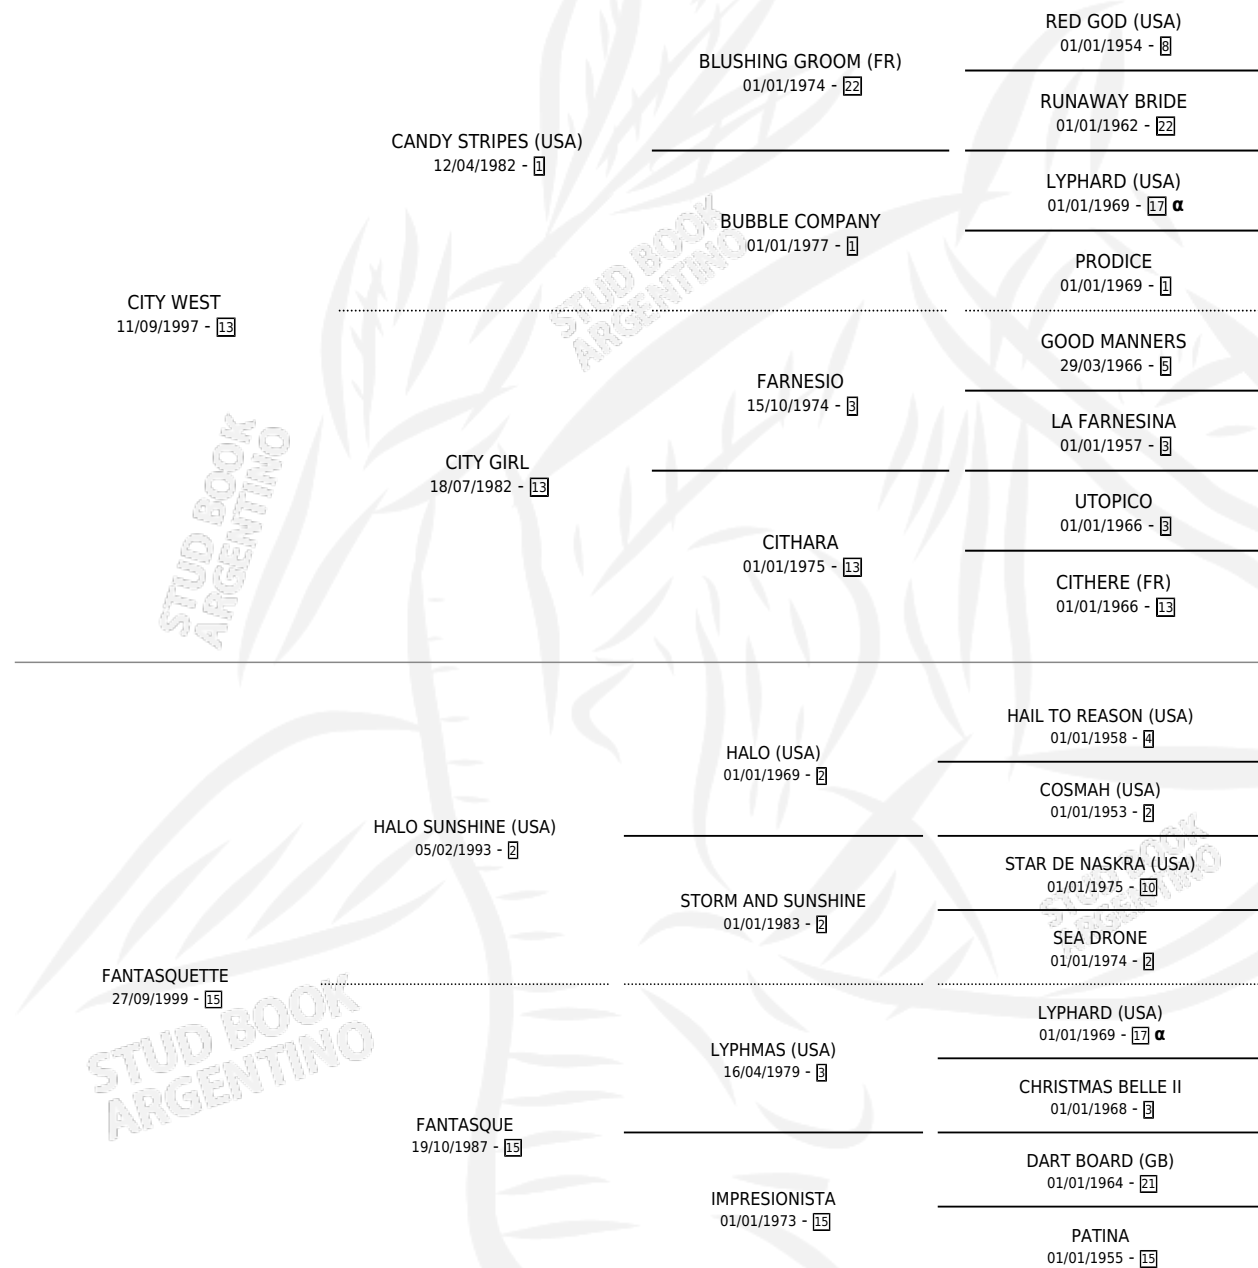 RED GOD (USA)
01/01/1954 - 8
BLUSHING GROOM (FR)
01/01/1974 - 22
RUNAWAY BRIDE
01/01/1962 - 22
CANDY STRIPES (USA)
12/04/1982 - 1
LYPHARD (USA)
01/01/1969 - 17 α
BUBBLE COMPANY
01/01/1977 - 1
PRODICE
01/01/1969 - 1
CITY WEST
11/09/1997 - 13
GOOD MANNERS
29/03/1966 - 5
FARNESIO
15/10/1974 - 3
LA FARNESINA
01/01/1957 - 3
CITY GIRL
18/07/1982 - 13
UTOPICO
01/01/1966 - 3
CITHARA
01/01/1975 - 13
CITHERE (FR)
01/01/1966 - 13
HAIL TO REASON (USA)
01/01/1958 - 4
HALO (USA)
01/01/1969 - 2
COSMAH (USA)
01/01/1953 - 2
HALO SUNSHINE (USA)
05/02/1993 - 2
STAR DE NASKRA (USA)
01/01/1975 - 10
STORM AND SUNSHINE
01/01/1983 - 2
SEA DRONE
01/01/1974 - 2
FANTASQUETTE
27/09/1999 - 15
LYPHARD (USA)
01/01/1969 - 17 α
LYPHMAS (USA)
16/04/1979 - 3
CHRISTMAS BELLE II
01/01/1968 - 3
FANTASQUE
19/10/1987 - 15
DART BOARD (GB)
01/01/1964 - 21
IMPRESIONISTA
01/01/1973 - 15
PATINA
01/01/1955 - 15
STUD BOOK
ARGENTINO
STUD BOOK
ARGENTINO
STUD BOOK
ARGENTINO
STUD BOOK
ARGENTINO